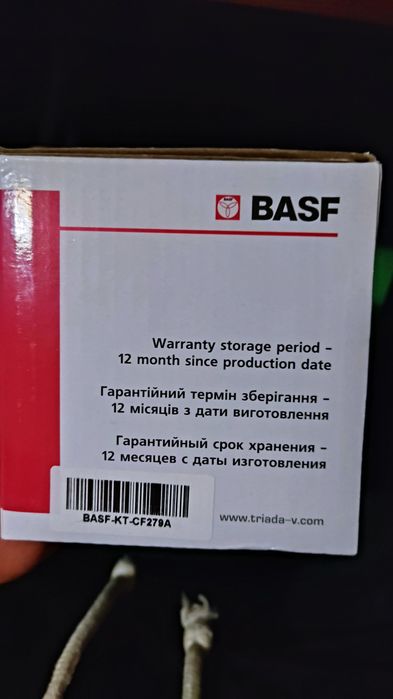 BASF
Warranty storage period –
12 month since production date
Гарантійний термін зберігання –
12 місяців з дати виготовлення
Гарантийный срок хранения –
12 месяцев с даты изготовления
BASF-KT-CF279A
www.triada-v.com